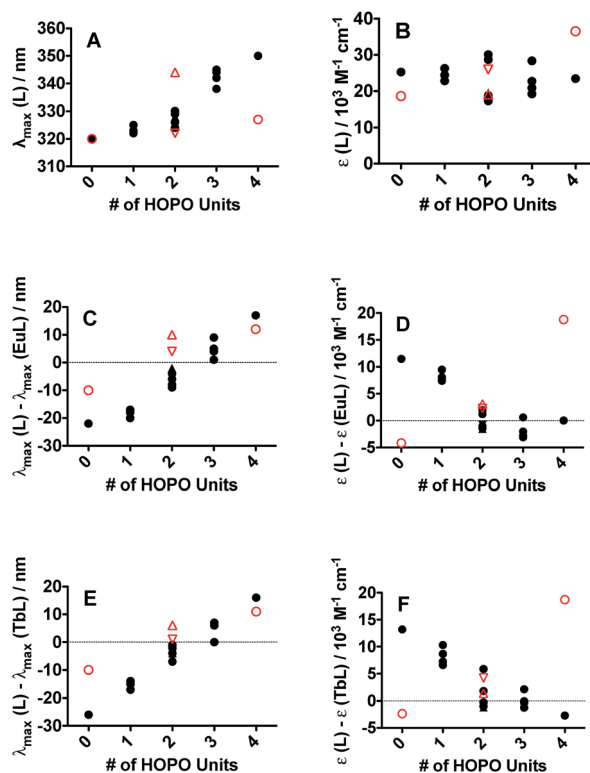 A
λmax (L) / nm
360
350
340
330
320
310
0 1 2 3 4
# of HOPO Units
B
ε (L) / 10³ M⁻¹ cm⁻¹
40
30
20
10
0
0 1 2 3 4
# of HOPO Units
C
λmax (L) - λmax (EuL) / nm
20
10
0
-10
-20
-30
0 1 2 3 4
# of HOPO Units
D
ε (L) - ε (EuL) / 10³ M⁻¹ cm⁻¹
20
15
10
5
0
-5
0 1 2 3 4
# of HOPO Units
E
λmax (L) - λmax (TbL) / nm
20
10
0
-10
-20
-30
0 1 2 3 4
# of HOPO Units
F
ε (L) - ε (TbL) / 10³ M⁻¹ cm⁻¹
20
15
10
5
0
-5
0 1 2 3 4
# of HOPO Units